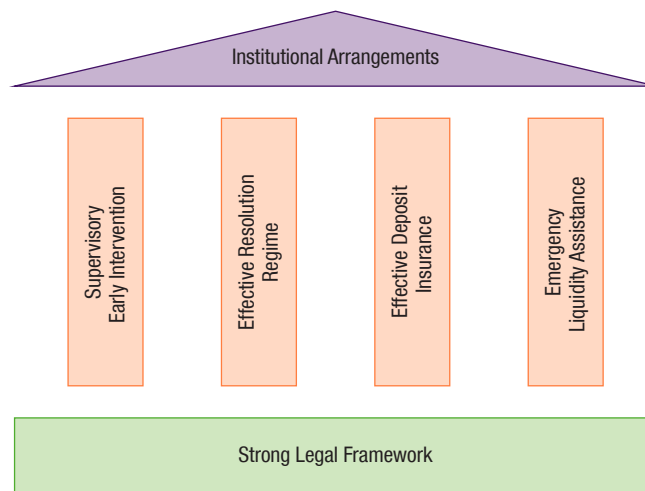 Institutional Arrangements
Supervisory
Early Intervention
Effective Resolution
Regime
Effective Deposit
Insurance
Emergency
Liquidity Assistance
Strong Legal Framework